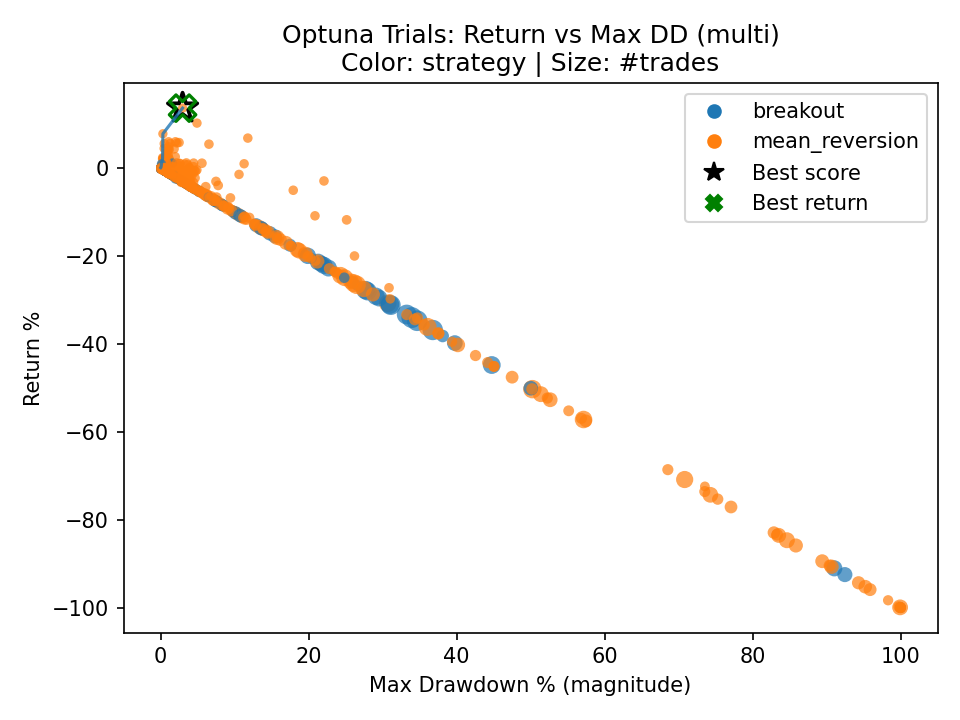 Optuna Trials: Return vs Max DD (multi)
Color: strategy | Size: #trades
breakout
mean_reversion
Best score
Best return
Return %
0
−20
−40
−60
−80
−100
0 20 40 60 80 100
Max Drawdown % (magnitude)